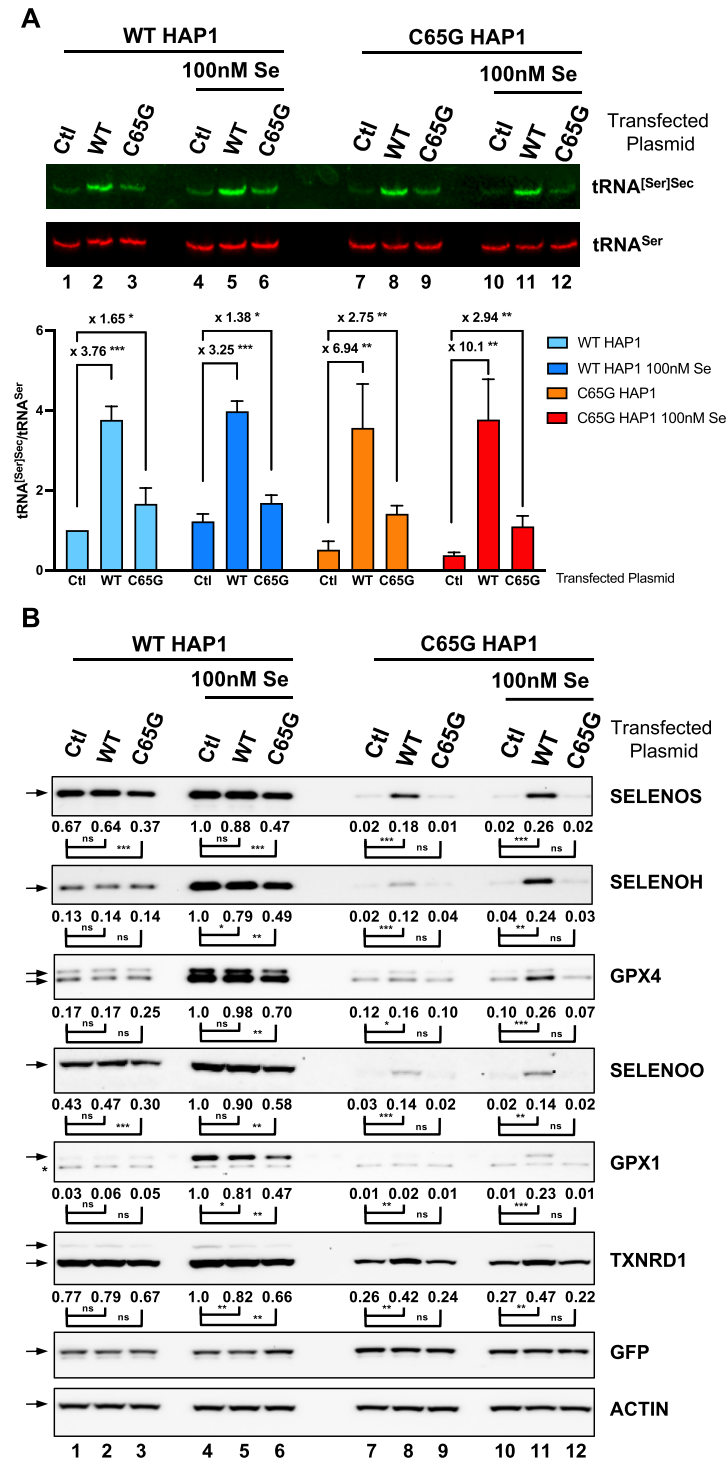 A
WT HAP1
C65G HAP1
100nM Se
100nM Se
Ctl WT C65G Ctl WT C65G Ctl WT C65G Ctl WT C65G
Transfected
Plasmid
tRNA[Ser]Sec
tRNASer
1 2 3 4 5 6 7 8 9 10 11 12
tRNA[Ser]Sec/tRNASer
6
4
2
0
x 1.65 * x 1.38 * x 2.75 ** x 2.94 **
x 3.76 *** x 3.25 *** x 6.94 ** x 10.1 **
WT HAP1
WT HAP1 100nM Se
C65G HAP1
C65G HAP1 100nM Se
Ctl WT C65G Ctl WT C65G Ctl WT C65G Ctl WT C65G
Transfected Plasmid
B
WT HAP1
C65G HAP1
100nM Se
100nM Se
Ctl WT C65G Ctl WT C65G Ctl WT C65G Ctl WT C65G
Transfected
Plasmid
SELENOS
0.67 0.64 0.37 1.0 0.88 0.47 0.02 0.18 0.01 0.02 0.26 0.02
ns ns *** ***
*** *** ns ns
SELENOH
0.13 0.14 0.14 1.0 0.79 0.49 0.02 0.12 0.04 0.04 0.24 0.03
ns * *** **
ns ** ns ns
GPX4
0.17 0.17 0.25 1.0 0.98 0.70 0.12 0.16 0.10 0.10 0.26 0.07
ns ns * ***
ns ** ns ns
SELENOO
0.43 0.47 0.30 1.0 0.90 0.58 0.03 0.14 0.02 0.02 0.14 0.02
ns ns *** **
*** ** ns ns
GPX1
*
0.03 0.06 0.05 1.0 0.81 0.47 0.01 0.02 0.01 0.01 0.23 0.01
ns * ** ***
ns ** ns ns
TXNRD1
0.77 0.79 0.67 1.0 0.82 0.66 0.26 0.42 0.24 0.27 0.47 0.22
ns ** ** **
ns ** ns ns
GFP
ACTIN
1 2 3 4 5 6 7 8 9 10 11 12